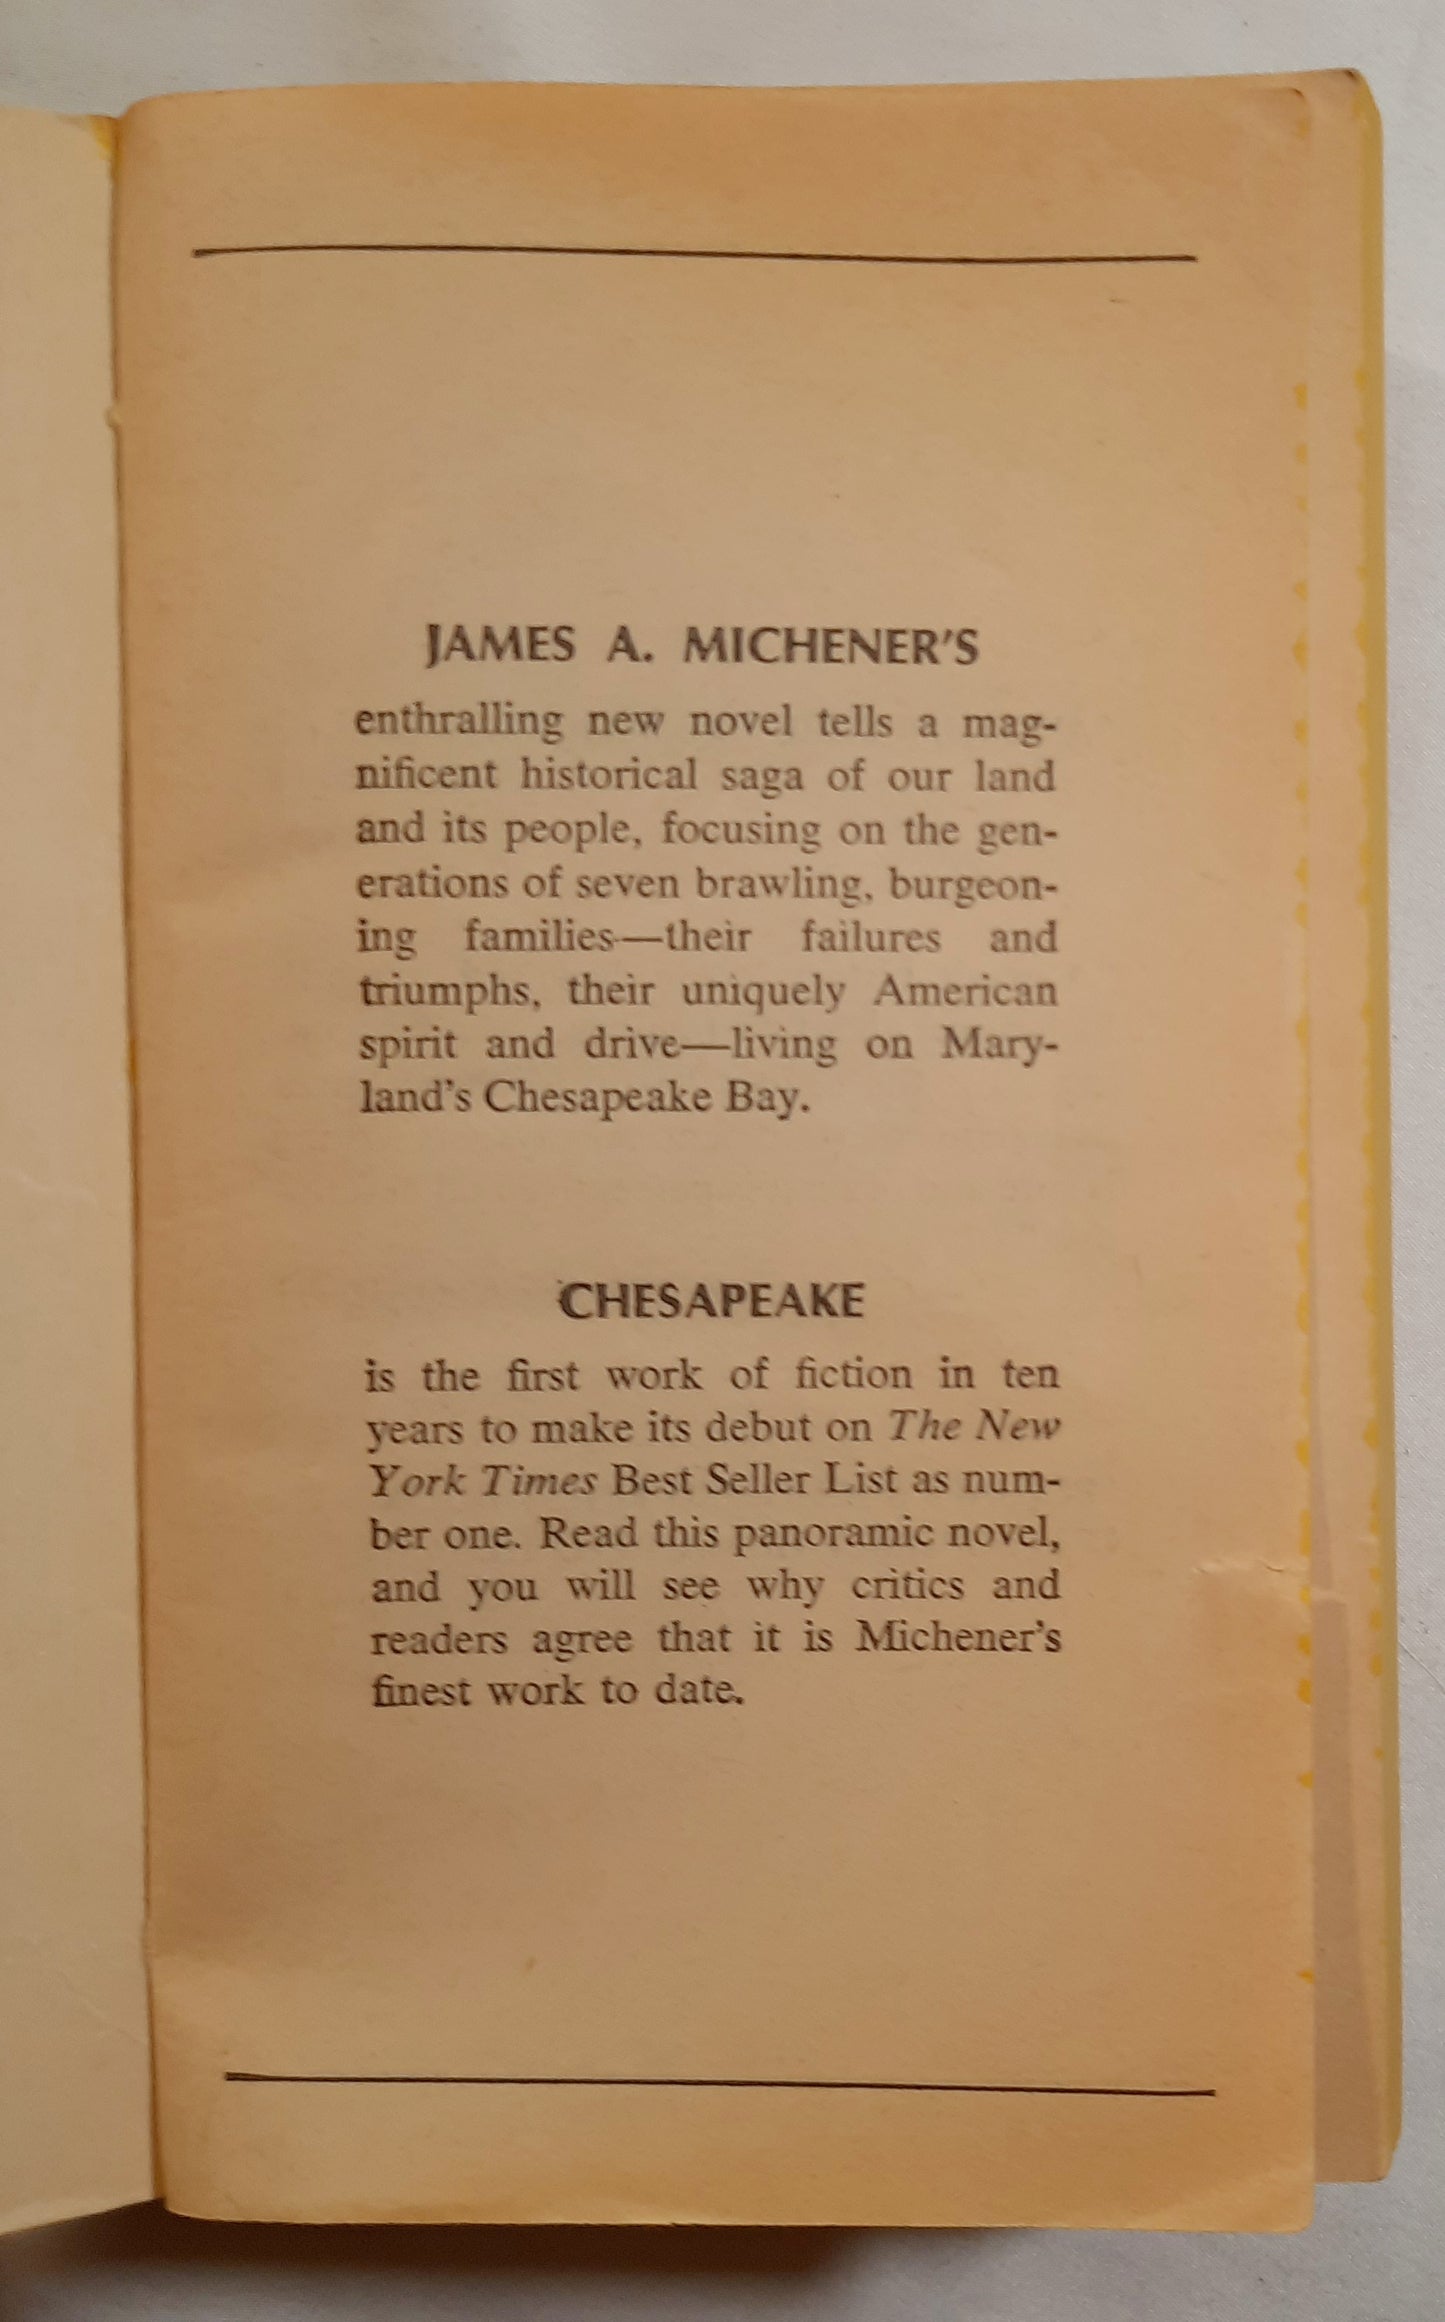 JAMES A. MICHENER'S
enthralling new novel tells a mag-
nificent historical saga of our land
and its people, focusing on the gen-
erations of seven brawling, burgeon-
ing families—their failures and
triumphs, their uniquely American
spirit and drive—living on Mary-
land's Chesapeake Bay.
CHESAPEAKE
is the first work of fiction in ten
years to make its debut on The New
York Times Best Seller List as num-
ber one. Read this panoramic novel,
and you will see why critics and
readers agree that it is Michener's
finest work to date.